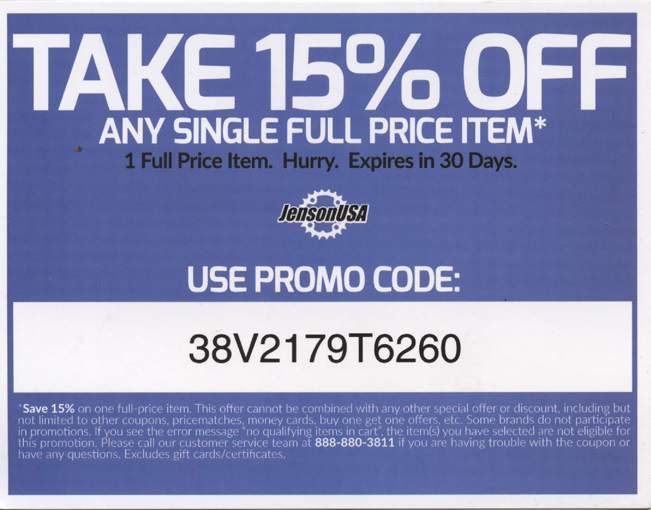 TAKE 15% OFF
ANY SINGLE FULL PRICE ITEM*
1 Full Price Item. Hurry. Expires in 30 Days.
JensonUSA
USE PROMO CODE:
38V2179T6260
*Save 15% on one full-price item. This offer cannot be combined with any other special offer or discount, including but
not limited to other coupons, pricematches, money cards, buy one get one offers, etc. Some brands do not participate
in promotions. If you see the error message "no qualifying items in cart", the item(s) you have selected are not eligible for
this promotion. Please call our customer service team at 888-880-3811 if you are having trouble with the coupon or
have any questions. Excludes gift cards/certificates.